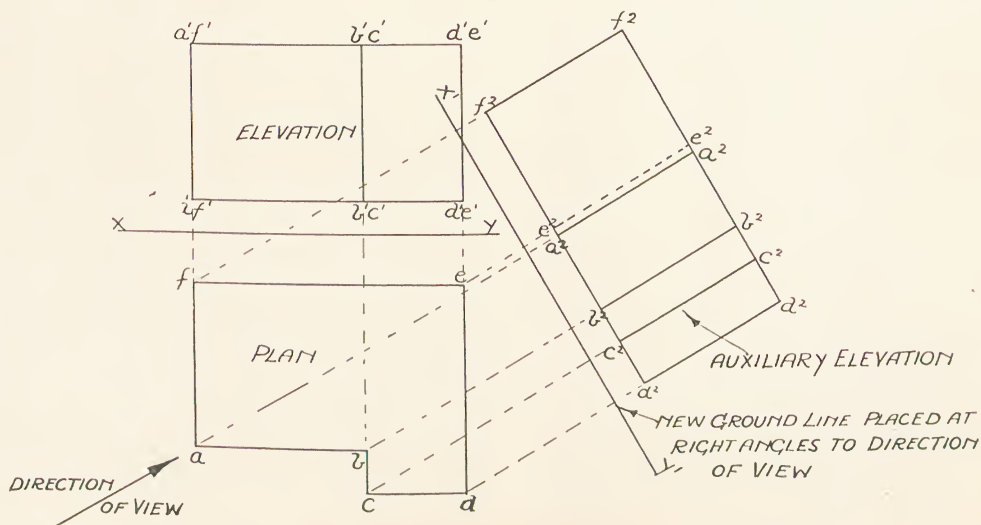 a'f'
b'c'
d'e'
ELEVATION
b'c'
d'e'
X
Y
f
e
PLAN
a
b
c
d
DIRECTION
OF VIEW
f²
f²
e²
a²
e²
a²
b²
c²
b²
c²
d²
d²
AUXILIARY ELEVATION
NEW GROUND LINE PLACED AT
RIGHT ANGLES TO DIRECTION
OF VIEW